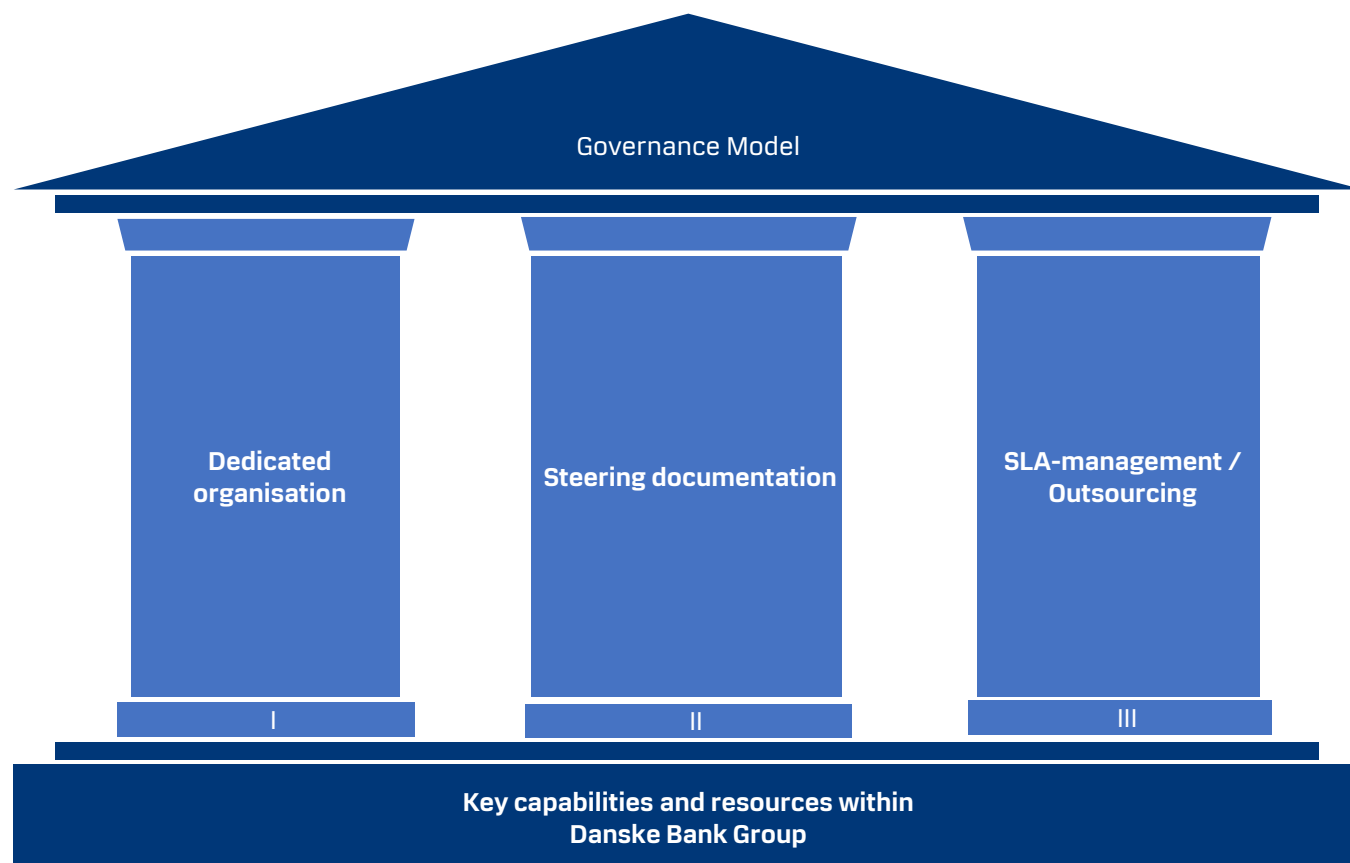 Governance Model
Dedicated
organisation
Steering documentation
SLA-management /
Outsourcing
I
II
III
Key capabilities and resources within
Danske Bank Group